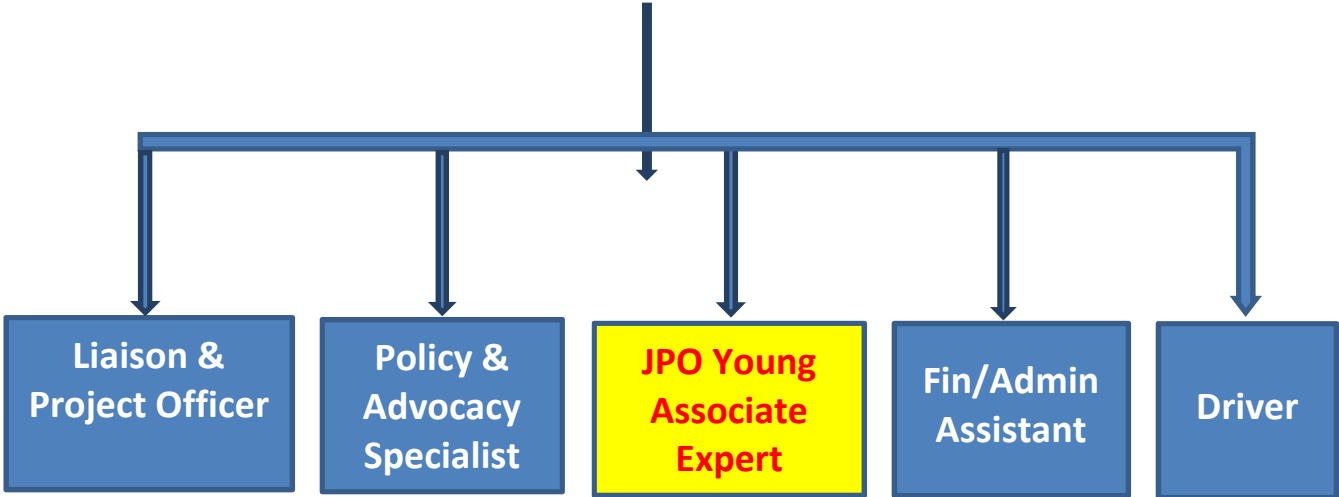 Liaison &
Project Officer
Policy &
Advocacy
Specialist
JPO Young
Associate
Expert
Fin/Admin
Assistant
Driver